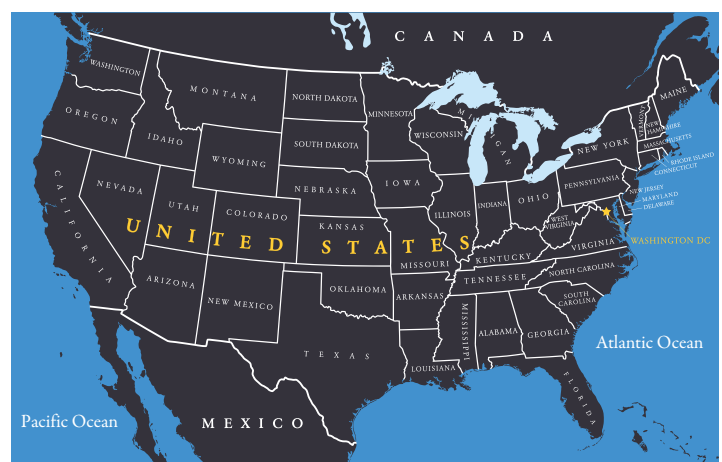 CANADA
WASHINGTON
MONTANA
NORTH DAKOTA
MINNESOTA
MICHIGAN
MAINE
OREGON
IDAHO
SOUTH DAKOTA
WISCONSIN
VERMONT
NEW
HAMPSHIRE
NEW YORK
MASSACHUSETTS
WYOMING
RHODE ISLAND
CONNECTICUT
NEVADA
NEBRASKA
IOWA
PENNSYLVANIA
NEW JERSEY
CALIFORNIA
UTAH
COLORADO
ILLINOIS
INDIANA
OHIO
MARYLAND
DELAWARE
KANSAS
WEST
VIRGINIA
UNITED STATES
WASHINGTON DC
VIRGINIA
MISSOURI
KENTUCKY
ARIZONA
NEW MEXICO
OKLAHOMA
ARKANSAS
TENNESSEE
NORTH CAROLINA
SOUTH
CAROLINA
MISSISSIPPI
ALABAMA
GEORGIA
TEXAS
LOUISIANA
FLORIDA
Atlantic Ocean
Pacific Ocean
MEXICO